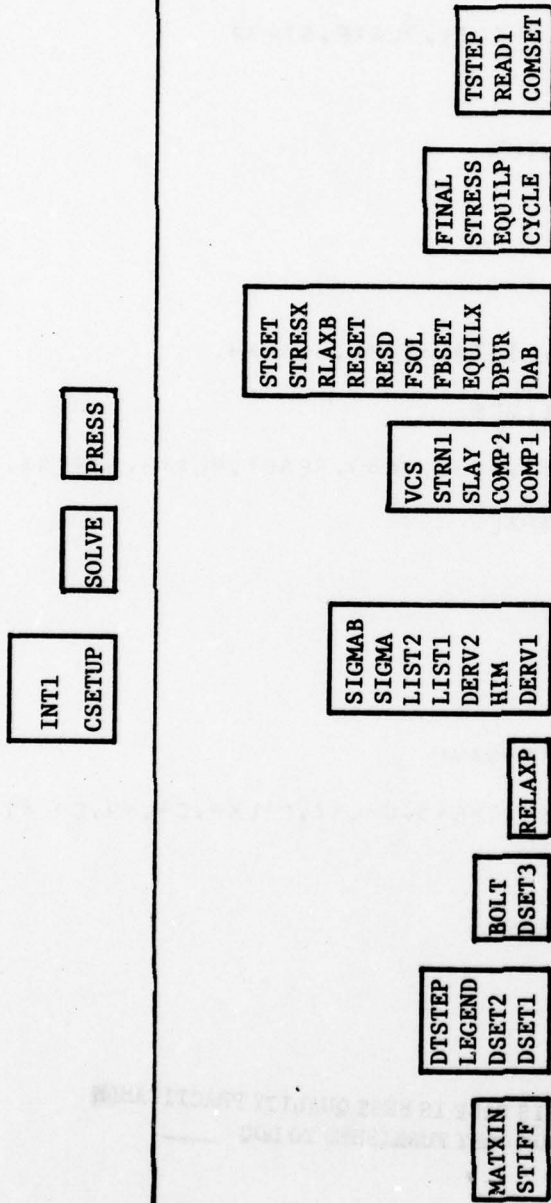 INT1
CSETUP
SOLVE
PRESS
MATXIN
STIFF
DTSTEP
LEGEND
DSET2
DSET1
BOLT
DSET3
RELAXP
SIGMAB
SIGMA
LIST2
LIST1
DERV2
HIM
DERV1
VCS
STRN1
SLAY
COMP2
COMP1
STSET
STRESX
RLAXB
RESET
RESD
FSOL
FBSET
EQUILX
DPUR
DAB
FINAL
STRESS
EQUILP
CYCLE
TSTEP
READ1
COMSET